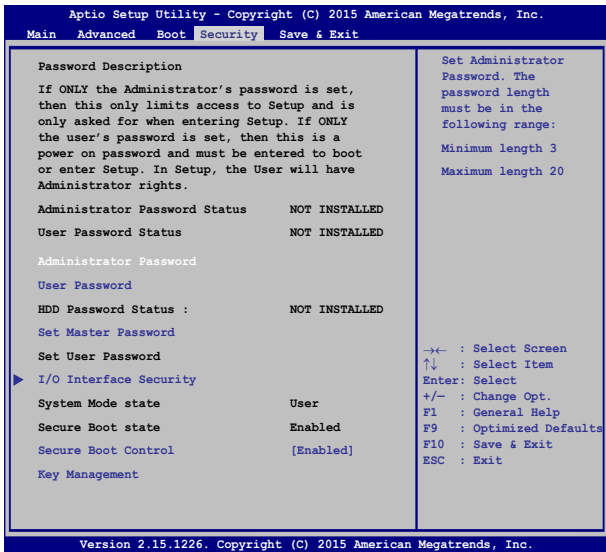 Aptio Setup Utility - Copyright (C) 2015 American Megatrends, Inc.
Main Advanced Boot Security Save & Exit
Password Description
If ONLY the Administrator's password is set,
then this only limits access to Setup and is
only asked for when entering Setup. If ONLY
the user's password is set, then this is a
power on password and must be entered to boot
or enter Setup. In Setup, the User will have
Administrator rights.
Administrator Password Status NOT INSTALLED
User Password Status NOT INSTALLED
Administrator Password
User Password
HDD Password Status : NOT INSTALLED
Set Master Password
Set User Password
I/O Interface Security
System Mode state User
Secure Boot state Enabled
Secure Boot Control [Enabled]
Key Management
Set Administrator
Password. The
password length
must be in the
following range:
Minimum length 3
Maximum length 20
→← : Select Screen
↑↓ : Select Item
Enter: Select
+/− : Change Opt.
F1 : General Help
F9 : Optimized Defaults
F10 : Save & Exit
ESC : Exit
Version 2.15.1226. Copyright (C) 2015 American Megatrends, Inc.